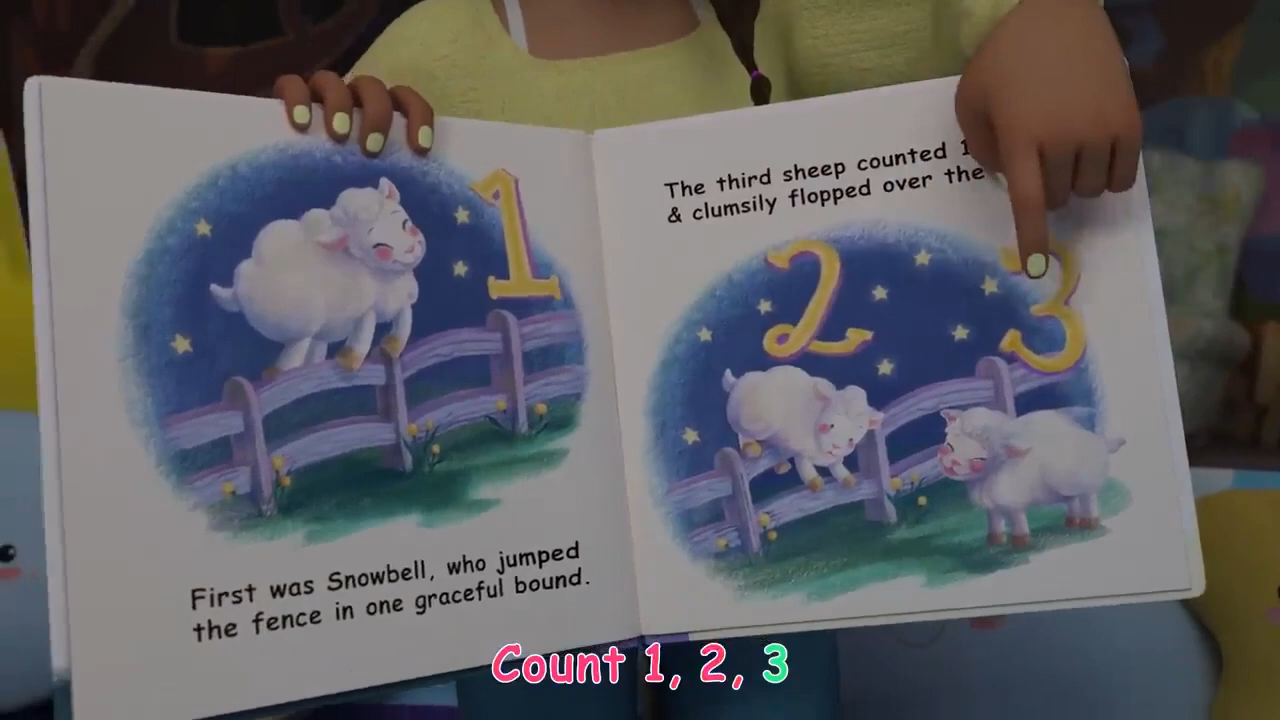 1
First was Snowbell, who jumped
the fence in one graceful bound.
The third sheep counted 1
& clumsily flopped over the
2 3
Count 1, 2, 3